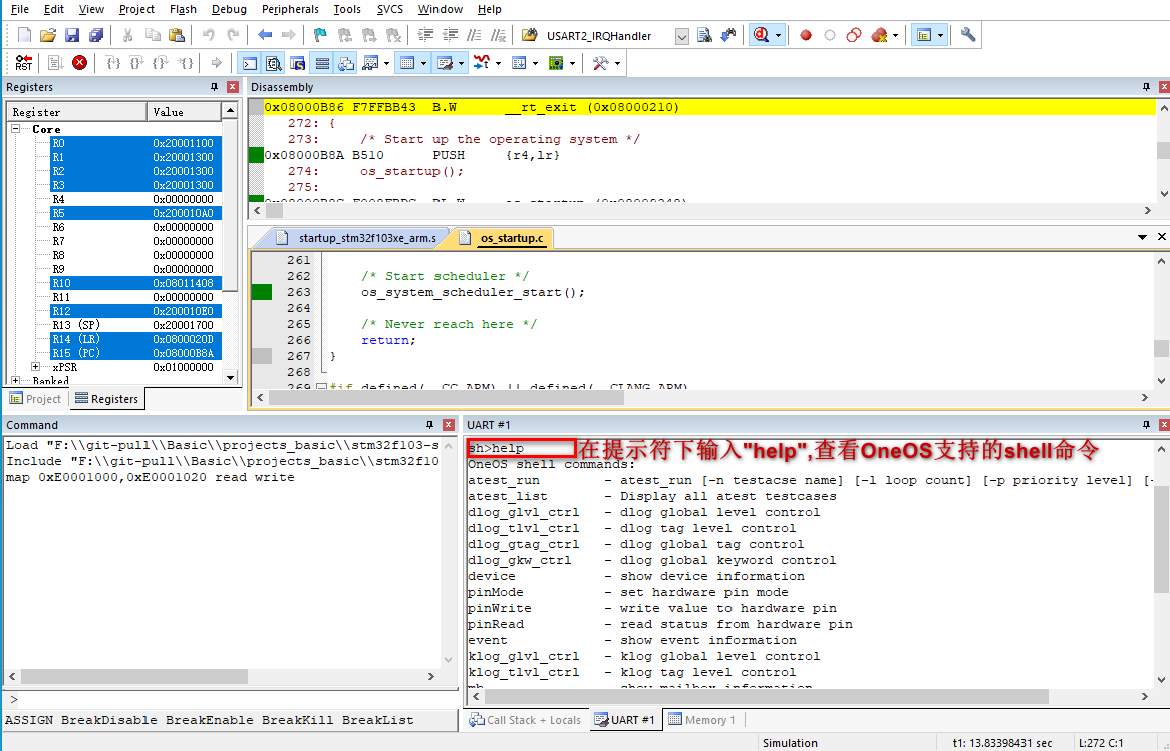 File Edit View Project Flash Debug Peripherals Tools SVCS Window Help
USART2_IRQHandler
RST
Registers
Register Value
Core
R0 0x20001100
R1 0x20001300
R2 0x20001300
R3 0x20001300
R4 0x00000000
R5 0x200010A0
R6 0x00000000
R7 0x00000000
R8 0x00000000
R9 0x00000000
R10 0x08011408
R11 0x00000000
R12 0x200010E0
R13 (SP) 0x20001700
R14 (LR) 0x0800020D
R15 (PC) 0x08000B8A
xPSR 0x01000000
Banked
Project Registers
Disassembly
0x08000B86 F7FFBB43 B.W __rt_exit (0x08000210)
272: {
273: /* Start up the operating system */
0x08000B8A B510 PUSH {r4,lr}
274: os_startup();
275:
startup_stm32f103xe_arm.s os_startup.c
261
262 /* Start scheduler */
263 os_system_scheduler_start();
264
265 /* Never reach here */
266 return;
267 }
268
269 #if defined(__CC_ARM) || defined(__CLANG_ARM)
Command
Load "F:\\git-pull\\Basic\\projects_basic\\stm32f103-s
Include "F:\\git-pull\\Basic\\projects_basic\\stm32f10
map 0xE0001000,0xE0001020 read write
>
ASSIGN BreakDisable BreakEnable BreakKill BreakList
UART #1
sh>help
在提示符下输入"help",查看OneOS支持的shell命令
OneOS shell commands:
atest_run - atest_run [-n testacse name] [-l loop count] [-p priority level] [-
atest_list - Display all atest testcases
dlog_glvl_ctrl - dlog global level control
dlog_tlvl_ctrl - dlog tag level control
dlog_gtag_ctrl - dlog global tag control
dlog_gkw_ctrl - dlog global keyword control
device - show device information
pinMode - set hardware pin mode
pinWrite - write value to hardware pin
pinRead - read status from hardware pin
event - show event information
klog_glvl_ctrl - klog global level control
klog_tlvl_ctrl - klog tag level control
mb - show mailbox information
Call Stack + Locals UART #1 Memory 1
Simulation t1: 13.83398431 sec L:272 C:1